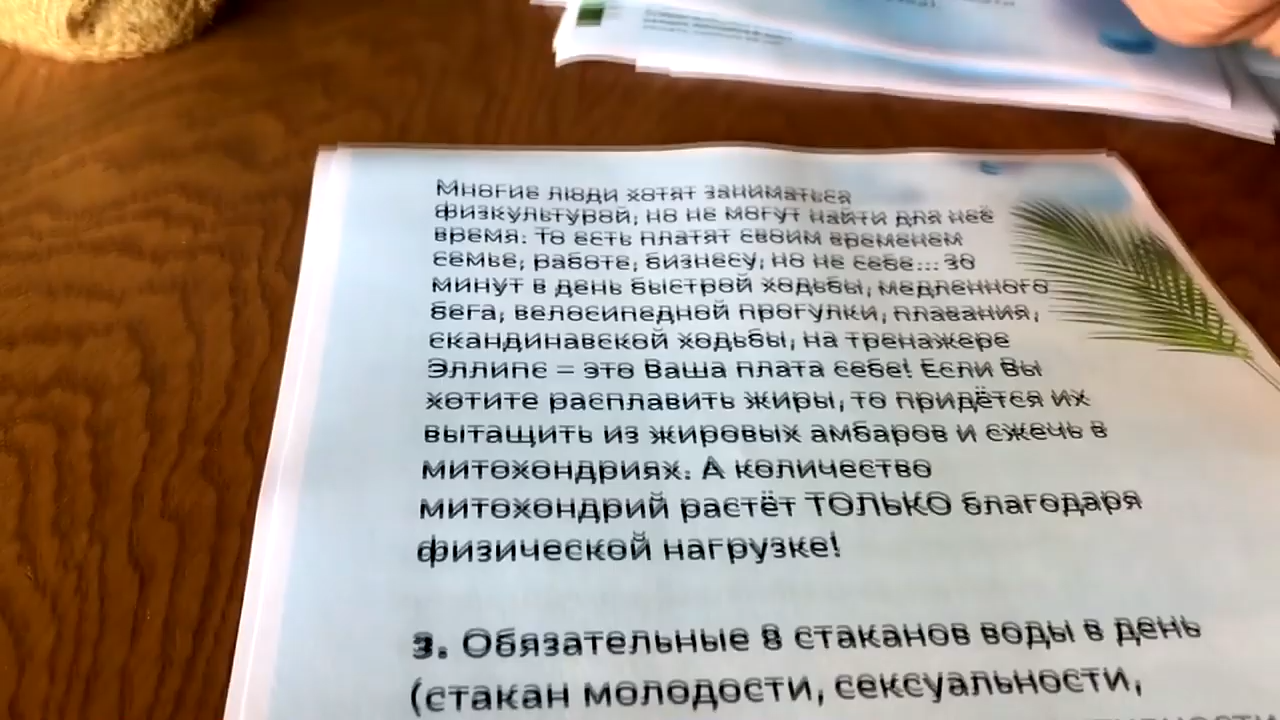 Многие люди хотят заниматься
физкультурой, но не могут найти для неё
время. То есть платят своим временем
семье, работе, бизнесу, но не себе... 30
минут в день быстрой ходьбы, медленного
бега, велосипедной прогулки, плавания,
скандинавской ходьбы, на тренажере
Эллипс – это Ваша плата себе! Если Вы
хотите расплавить жиры, то придётся их
вытащить из жировых амбаров и сжечь в
митохондриях. А количество
митохондрий растёт ТОЛЬКО благодаря
физической нагрузке!
3. Обязательные 8 стаканов воды в день
(стакан молодости, сексуальности,